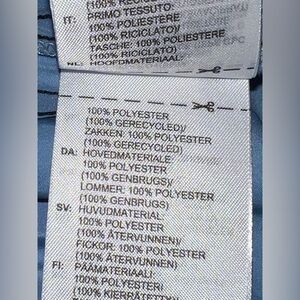 (100% RECICLATO)
IT: PRIMO TESSUTO:
100% POLIESTERE
(100% RICICLATO)/
TASCHE: 100% POLIESTERE
(100% RICICLATO)
NL: HOOFDMATERIAAL:
100% POLYESTER
(100% GERECYCLED)/
ZAKKEN: 100% POLYESTER
(100% GERECYCLED)
DA: HOVEDMATERIALE:
100% POLYESTER
(100% GENBRUGS)/
LOMMER: 100% POLYESTER
(100% GENBRUGS)
SV: HUVUDMATERIAL:
100% POLYESTER
(100% ÅTERVUNNEN)/
FICKOR: 100% POLYESTER
(100% ÅTERVUNNEN)
FI: PÄÄMATERIAALI:
100% POLYESTERI
(100% KIERRÄTETTY)/